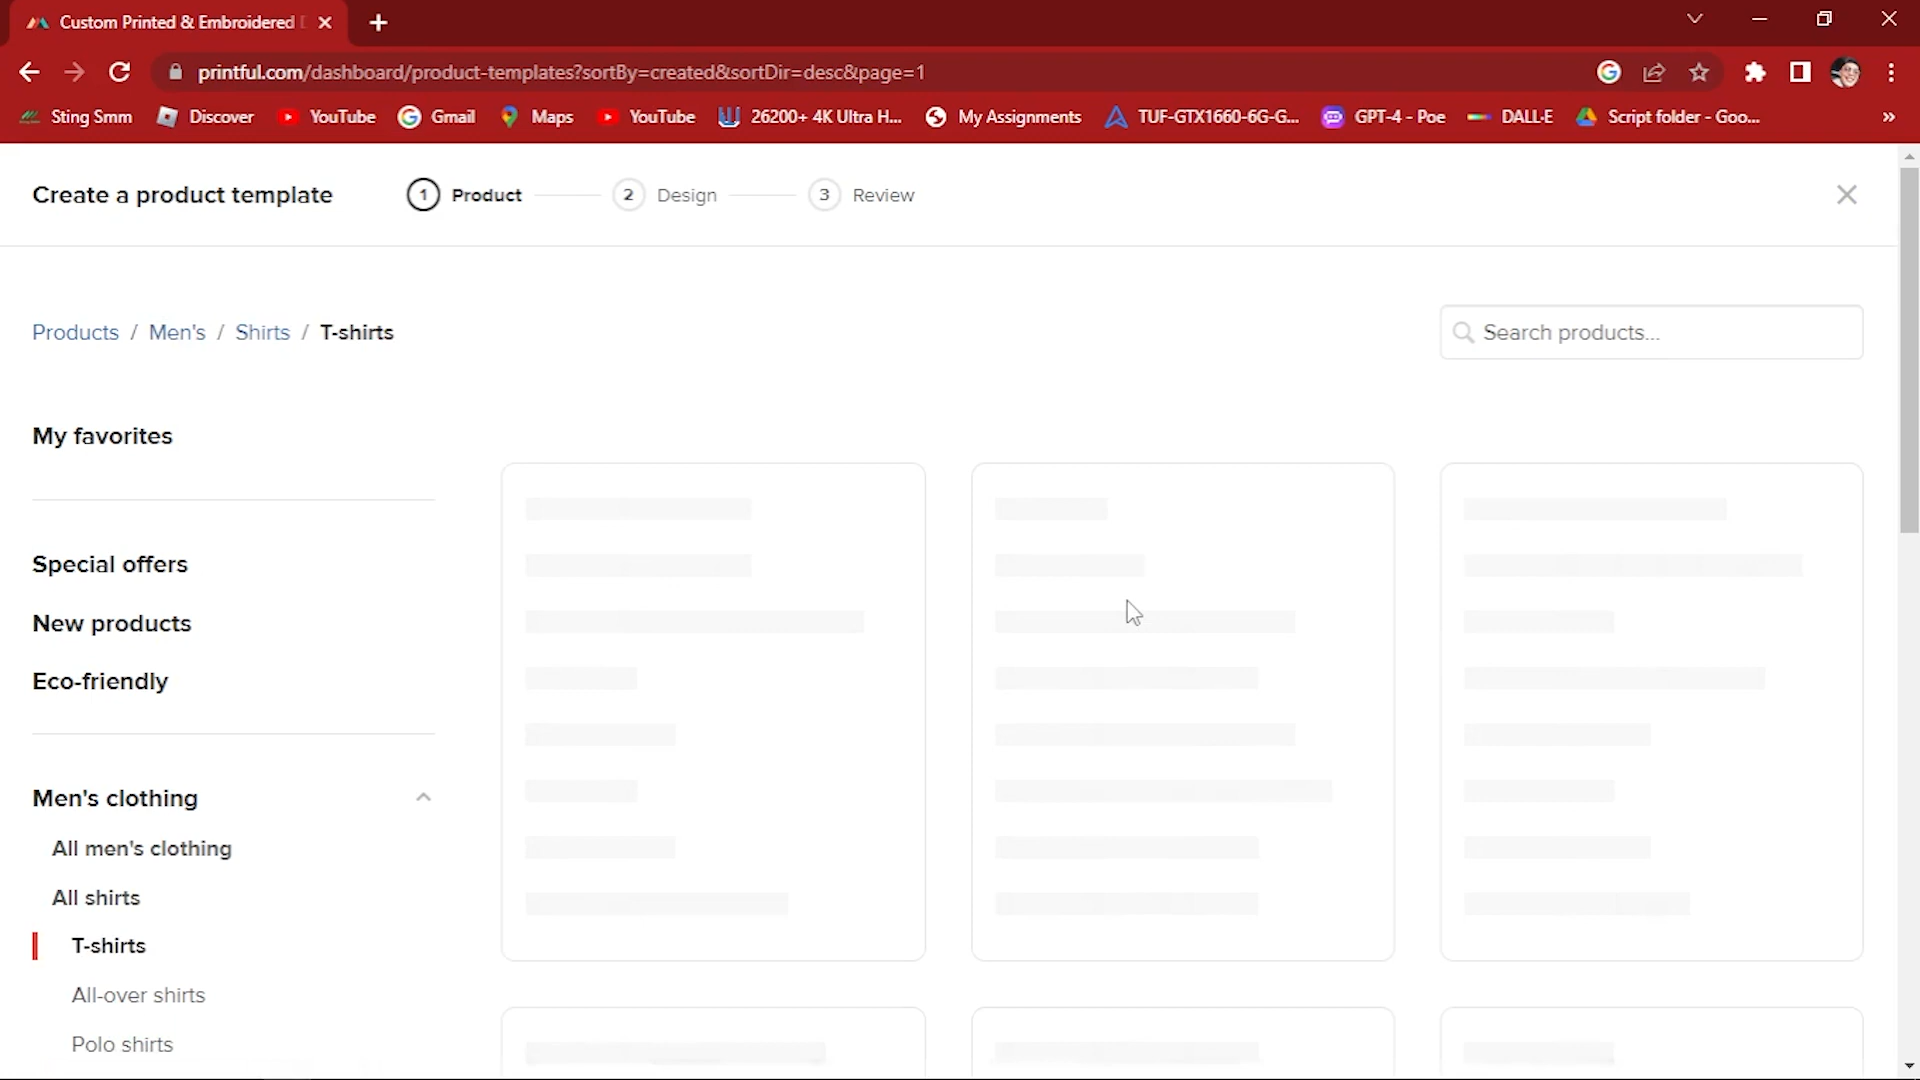 Custom Printed & Embroidered
printful.com/dashboard/product-templates?sortBy=created&sortDir=desc&page=1
Sting Smm Discover YouTube Gmail Maps YouTube 26200+ 4K Ultra H... My Assignments TUF-GTX1660-6G-G... GPT-4 - Poe DALL·E Script folder - Goo... »
Create a product template 1 Product 2 Design 3 Review
Products / Men's / Shirts / T-shirts
Search products...
My favorites
Special offers
New products
Eco-friendly
Men's clothing
All men's clothing
All shirts
T-shirts
All-over shirts
Polo shirts